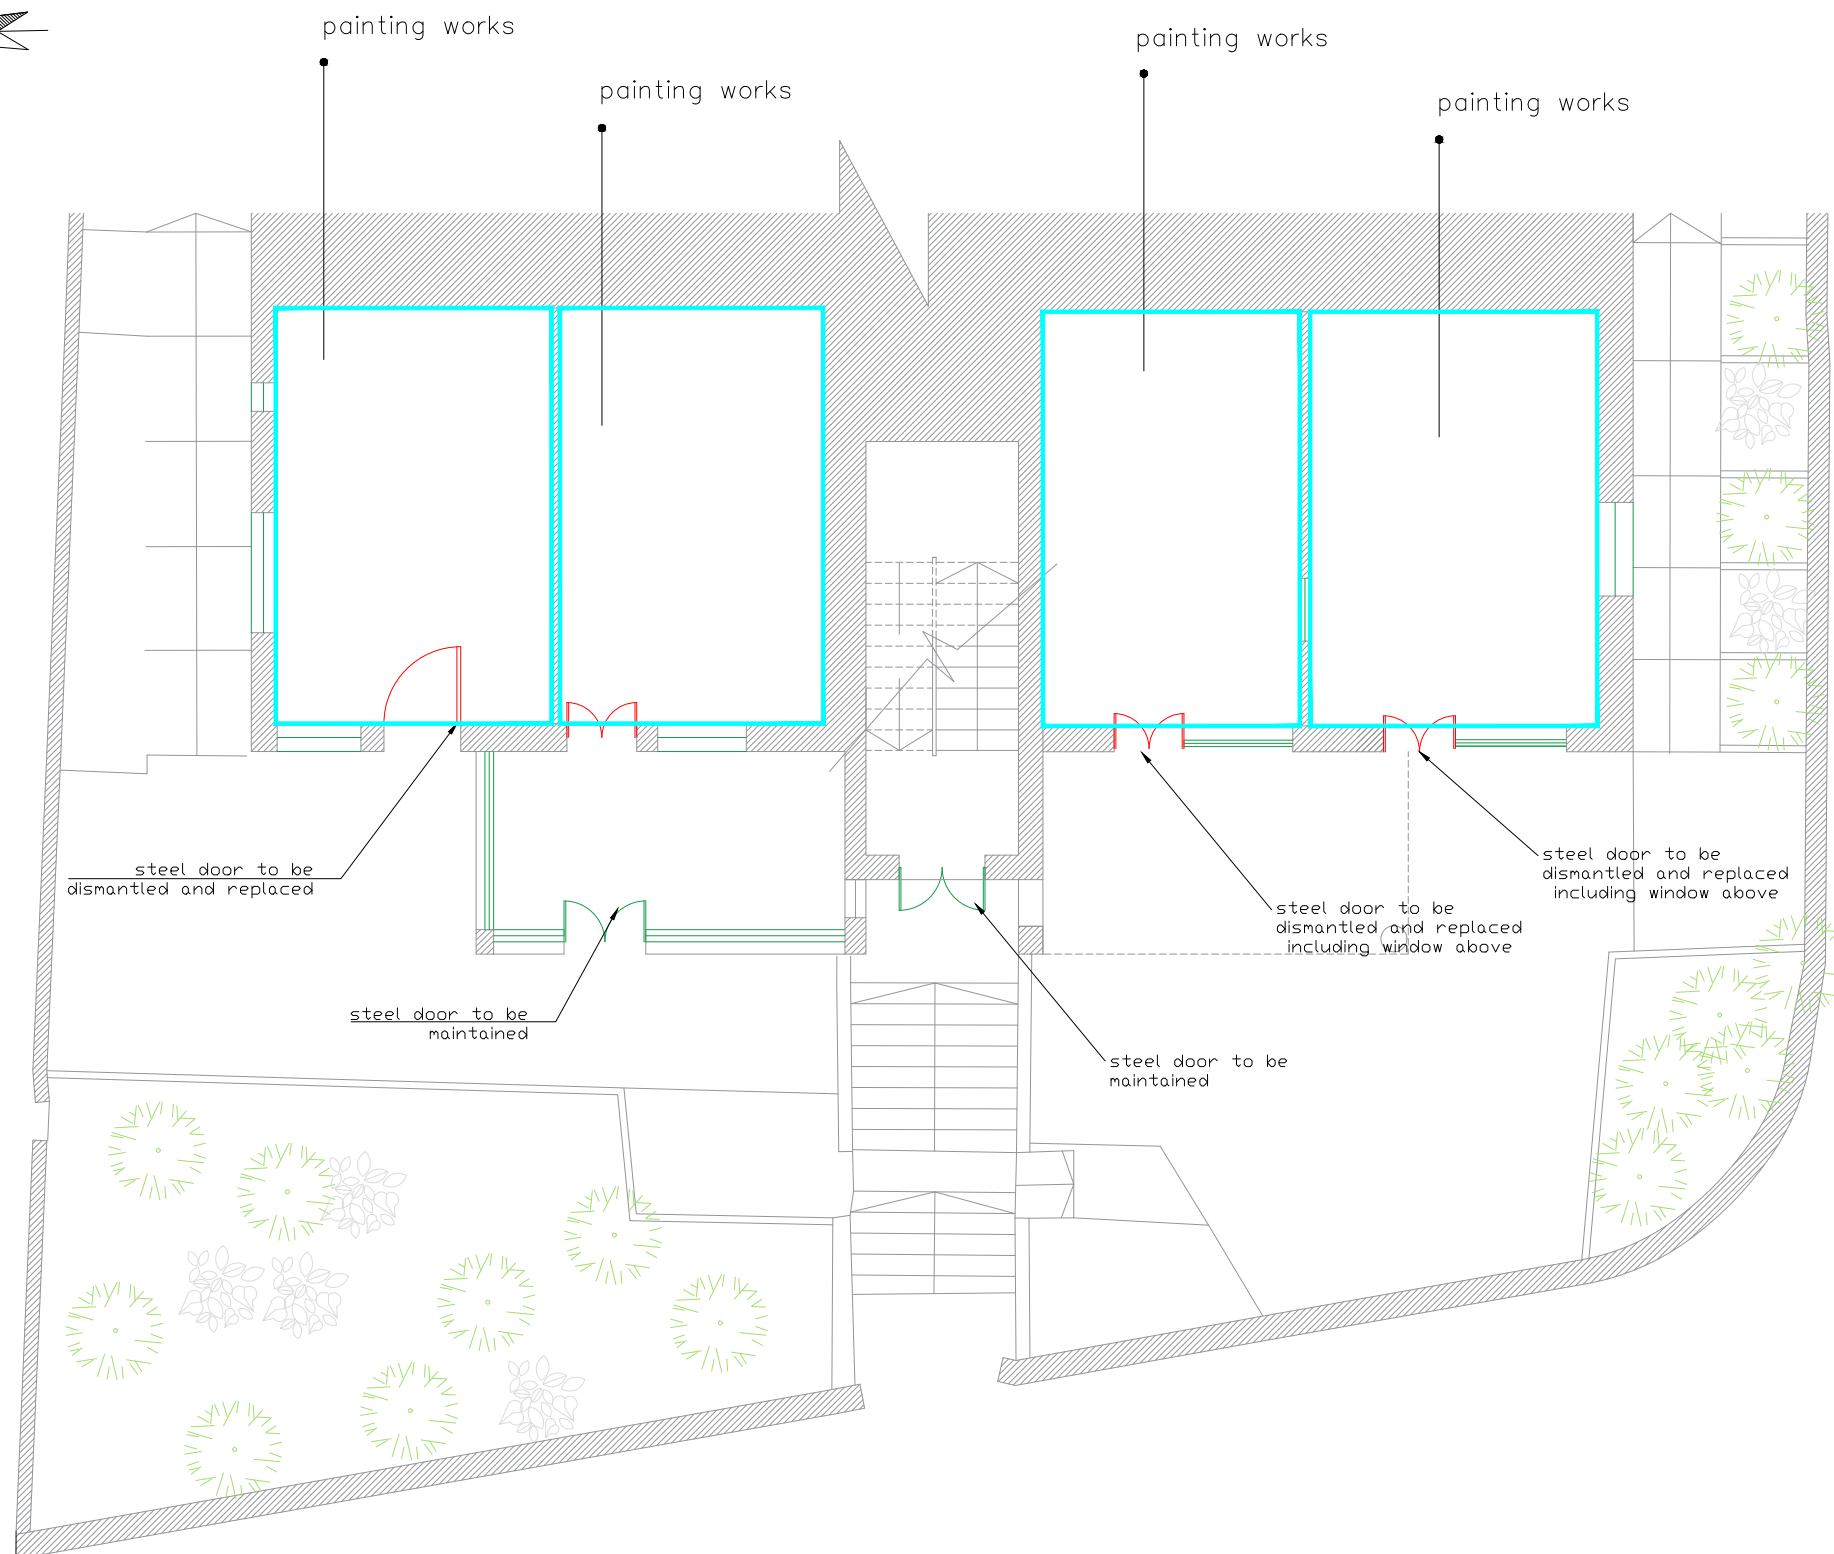 painting works
painting works
painting works
painting works
steel door to be
dismantled and replaced
steel door to be
dismantled and replaced
including window above
steel door to be
dismantled and replaced
including window above
steel door to be
maintained
steel door to be
maintained